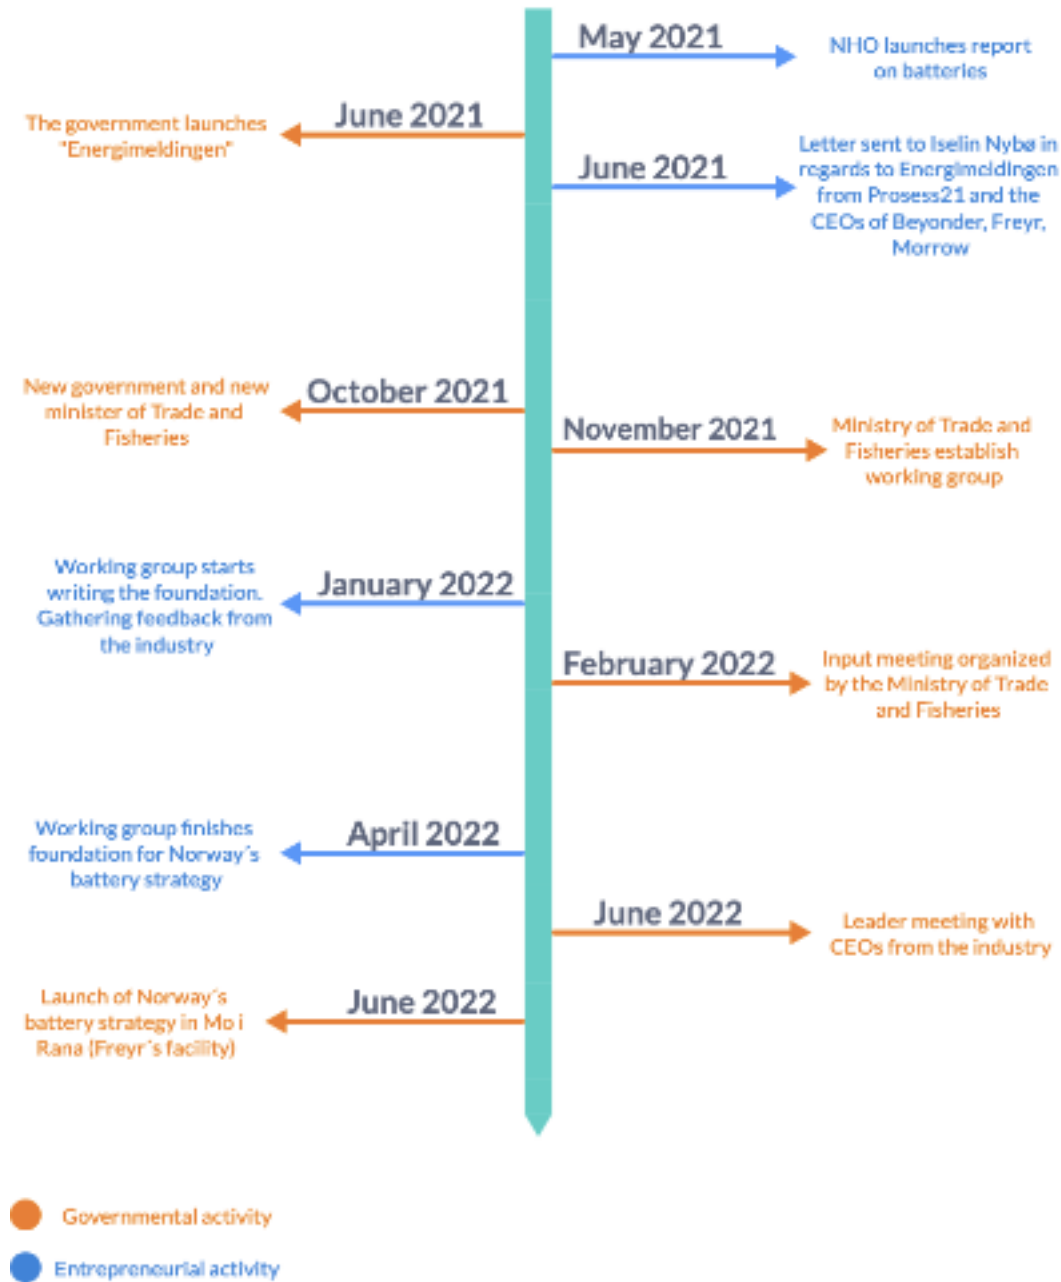 May 2021
NHO launches report
on batteries
June 2021
The government launches
"Energimeldingen"
June 2021
Letter sent to Iselin Nybø in
regards to Energimeldingen
from Prosess21 and the
CEOs of Beyonder, Freyr,
Morrow
October 2021
New government and new
minister of Trade and
Fisheries
November 2021
Ministry of Trade and
Fisheries establish
working group
January 2022
Working group starts
writing the foundation.
Gathering feedback from
the industry
February 2022
Input meeting organized
by the Ministry of Trade
and Fisheries
April 2022
Working group finishes
foundation for Norway´s
battery strategy
June 2022
Leader meeting with
CEOs from the industry
June 2022
Launch of Norway´s
battery strategy in Mo i
Rana (Freyr´s facility)
Governmental activity
Entrepreneurial activity